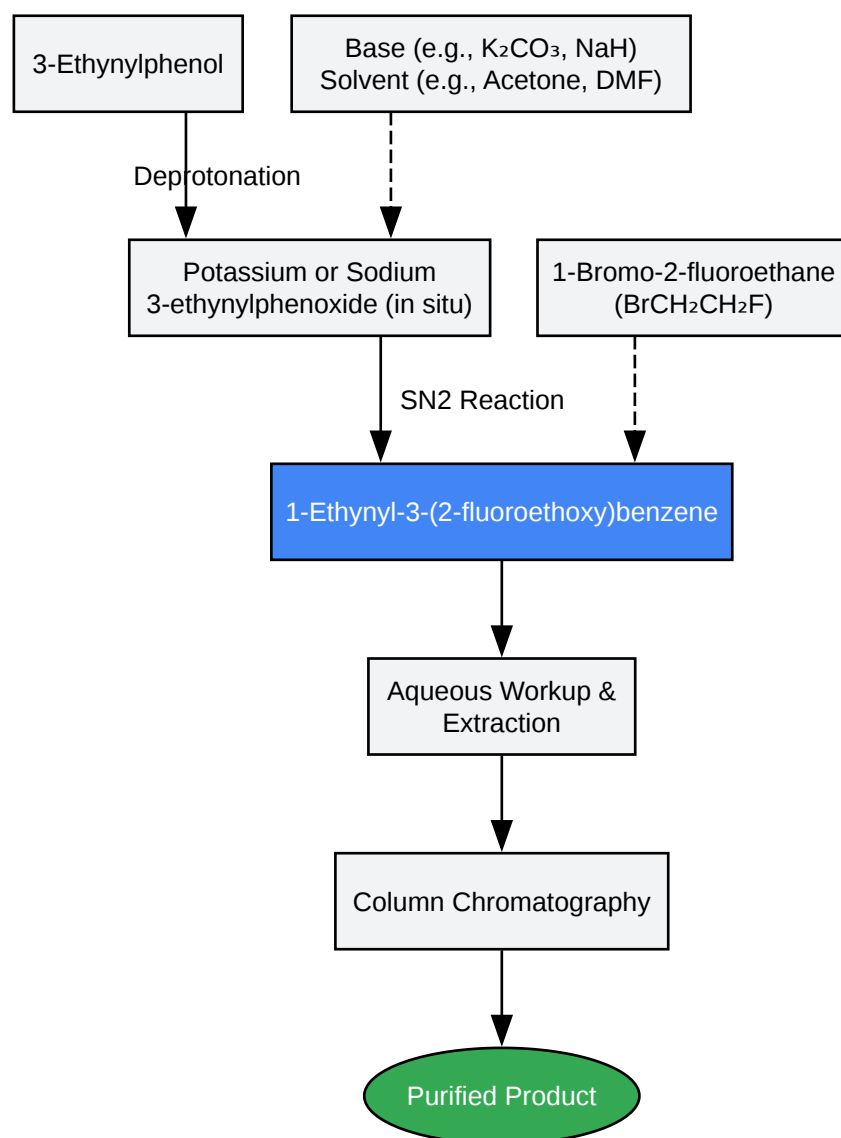 3-Ethynylphenol
Base (e.g., K₂CO₃, NaH)
Solvent (e.g., Acetone, DMF)
Deprotonation
Potassium or Sodium
3-ethynylphenoxide (in situ)
1-Bromo-2-fluoroethane
(BrCH₂CH₂F)
SN2 Reaction
1-Ethynyl-3-(2-fluoroethoxy)benzene
Aqueous Workup &
Extraction
Column Chromatography
Purified Product